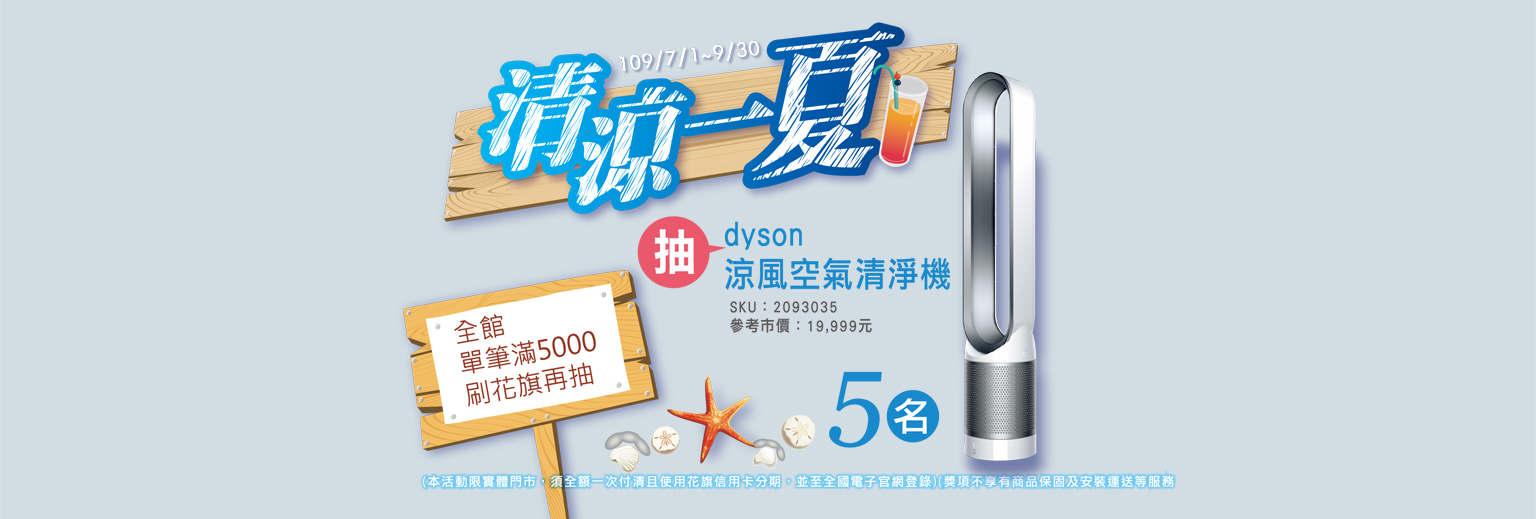 109/7/1~9/30
清涼一夏
抽
dyson
涼風空氣清淨機
SKU：2093035
參考市價：19,999元
全館
單筆滿5000
刷花旗再抽
5名
(本活動限實體門市，須全額一次付清且使用花旗信用卡分期，並至全國電子官網登錄)(獎項不享有商品保固及安裝運送等服務